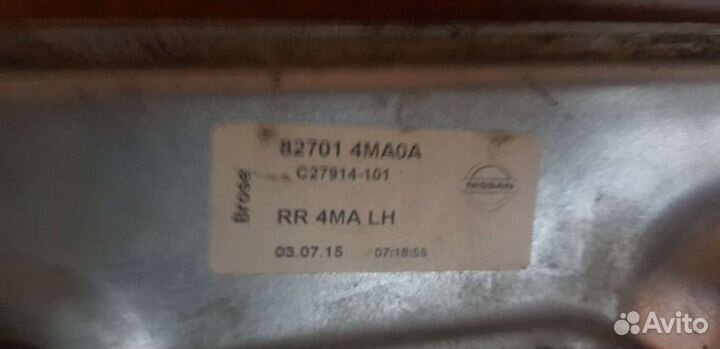 82701 4MA0A
C27914-101
Brose
NISSAN
RR 4MA LH
03.07.15 07:18:55
Avito